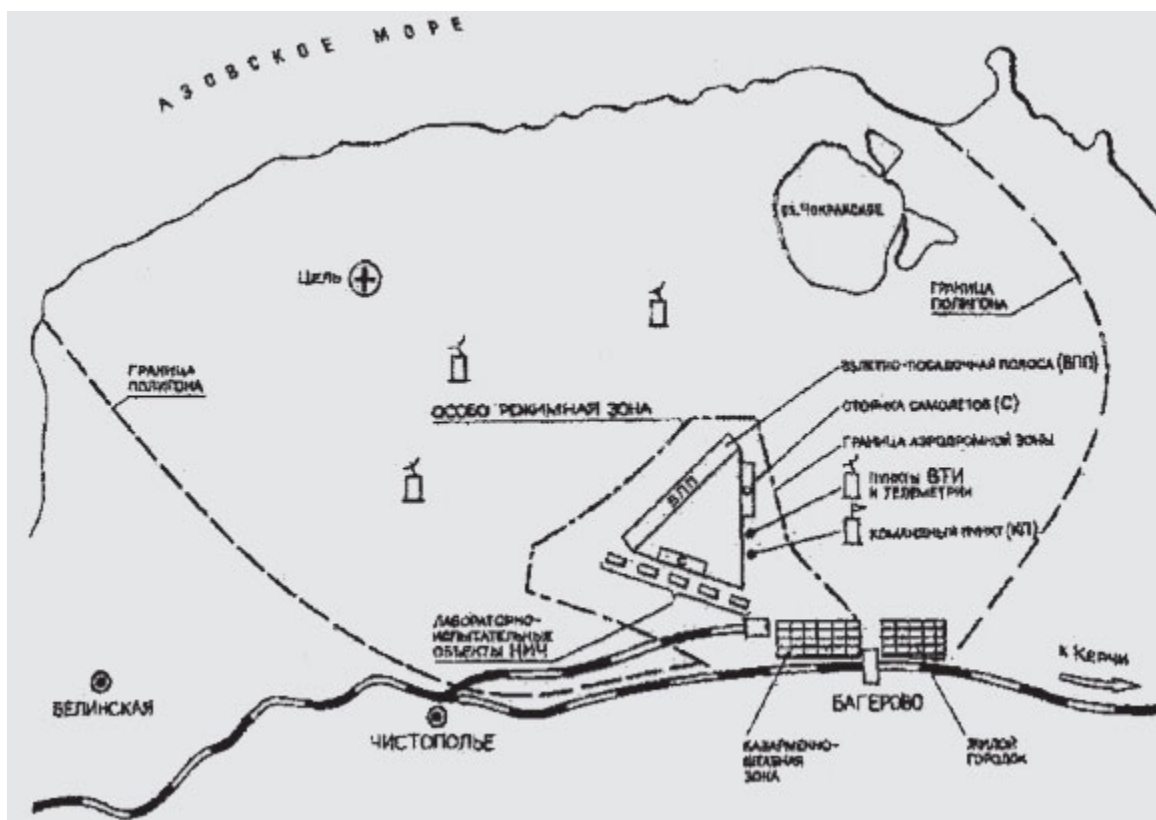 АЗОВСКОЕ МОРЕ
оз. ЧОКРАКСКОЕ
ЦЕЛЬ
ГРАНИЦА
ПОЛИГОНА
ГРАНИЦА
ПОЛИГОНА
ВЗЛЕТНО-ПОСАДОЧНАЯ ПОЛОСА (ВПП)
ОСОБО РЕЖИМНАЯ ЗОНА
СТОЯНКА САМОЛЕТОВ (С)
ГРАНИЦА АЭРОДРОМНОЙ ЗОНЫ
ВПП
ПУНКТЫ ВТИ
И ТЕЛЕМЕТРИИ
КОМАНДНЫЙ ПУНКТ (КП)
ЛАБОРАТОРНО-
ИСПЫТАТЕЛЬНЫЕ
ОБЪЕКТЫ НИЧ
К КЕРЧИ
БЕЛИНСКАЯ
БАГЕРОВО
ЧИСТОПОЛЬЕ
КАЗАРМЕННО-
ШТАБНАЯ
ЗОНА
ЖИЛОЙ
ГОРОДОК